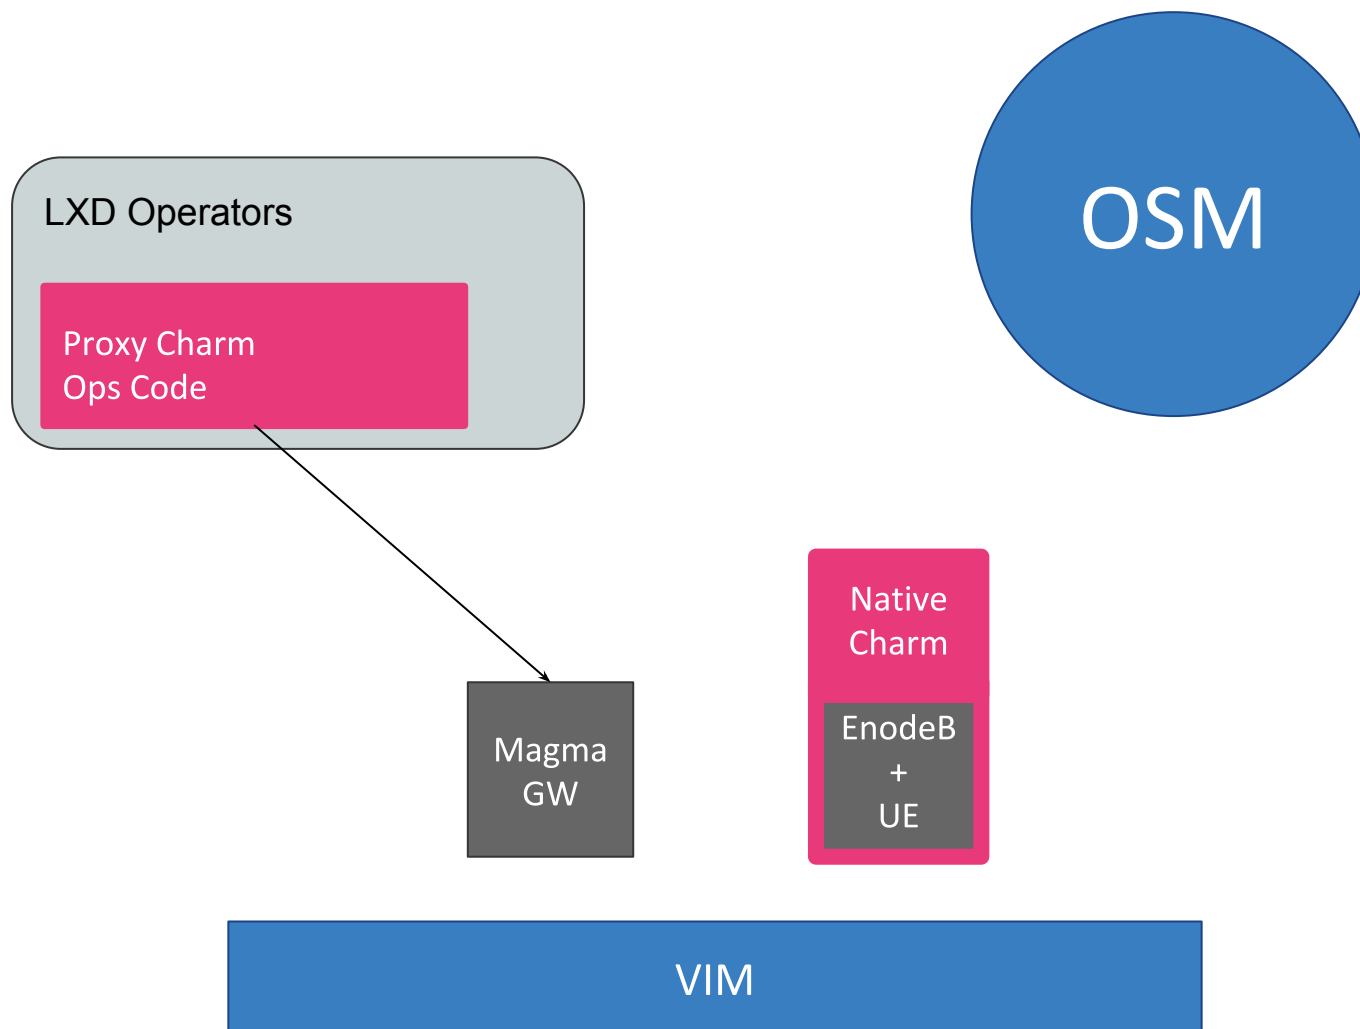 OSM
LXD Operators
Proxy Charm
Ops Code
Native
Charm
EnodeB
+
UE
Magma
GW
VIM